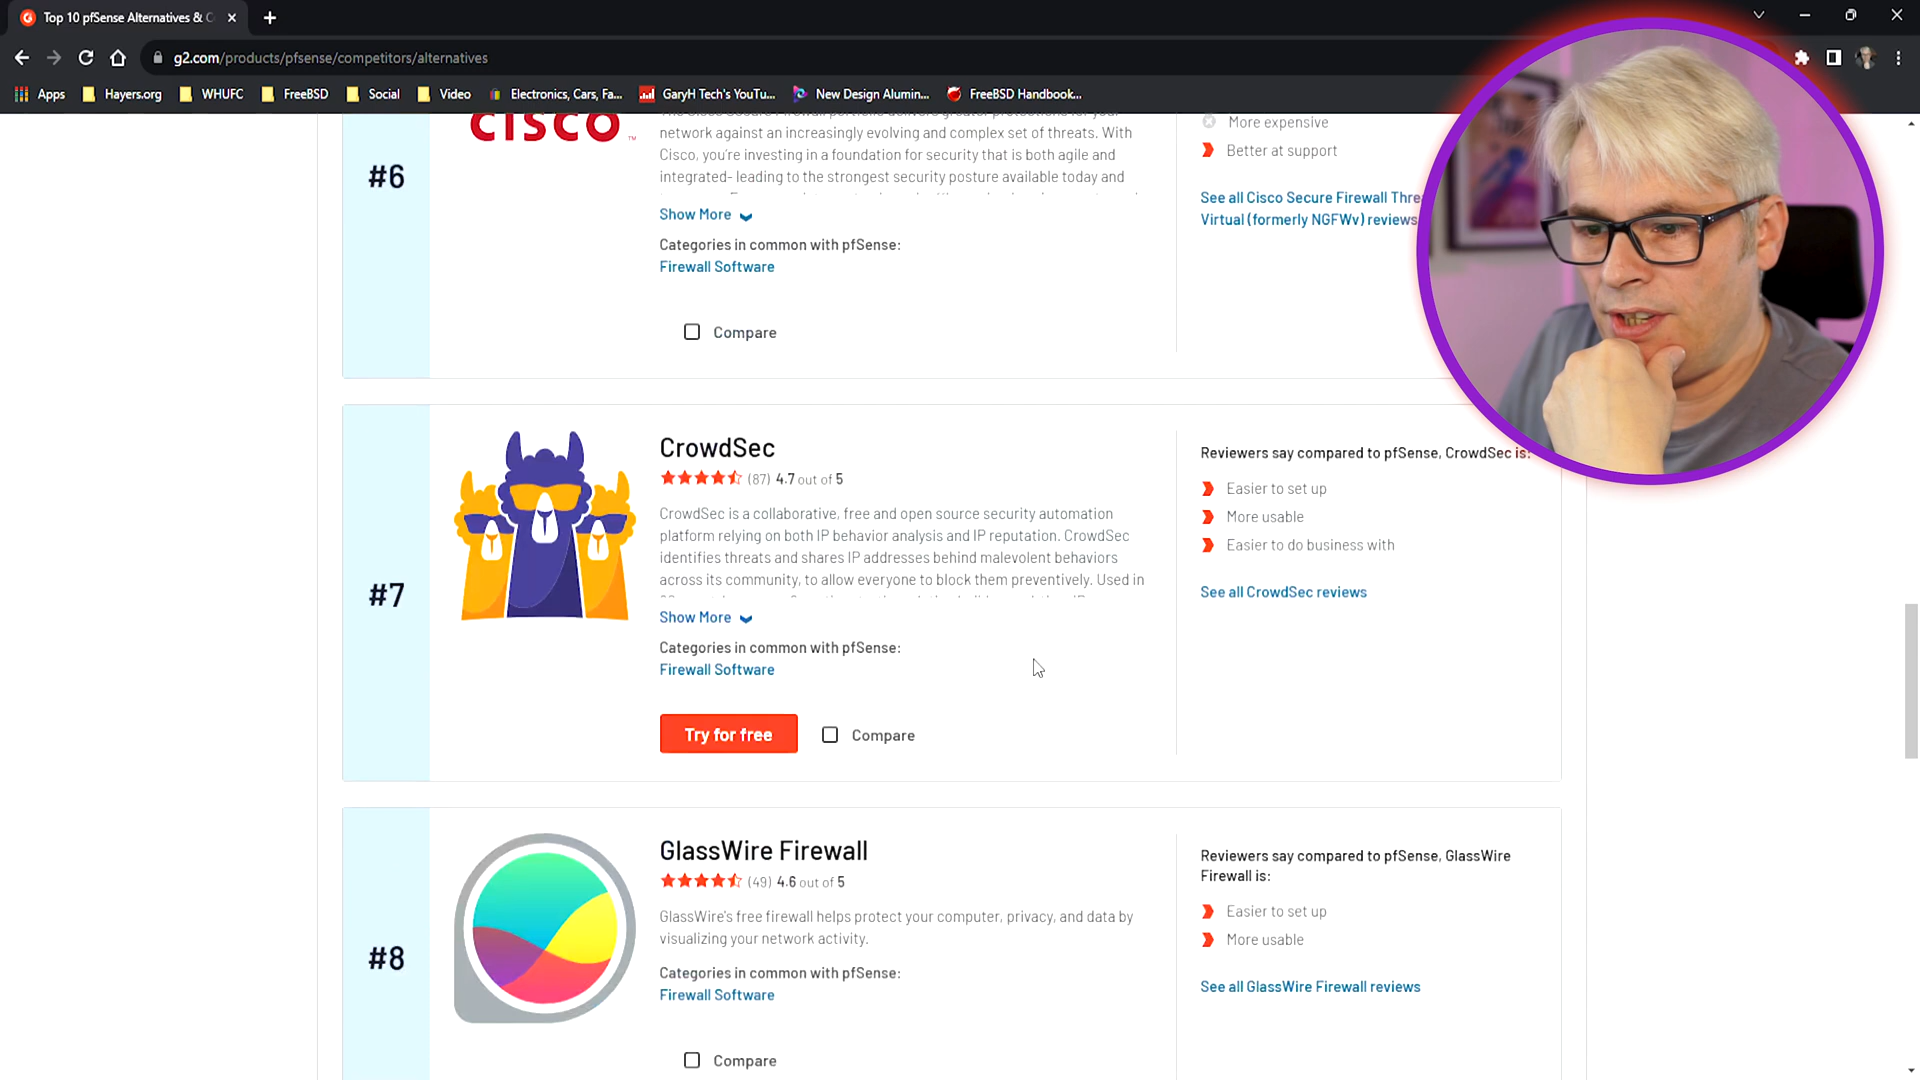 Top 10 pfSense Alternatives & C
g2.com/products/pfsense/competitors/alternatives
Apps
Hayers.org
WHUFC
FreeBSD
Social
Video
Electronics, Cars, Fa...
GaryH Tech's YouTu...
New Design Alumin...
FreeBSD Handbook...
#6
CISCO
network against an increasingly evolving and complex set of threats. With
Cisco, you're investing in a foundation for security that is both agile and
integrated- leading to the strongest security posture available today and
Show More
Categories in common with pfSense:
Firewall Software
Compare
More expensive
Better at support
See all Cisco Secure Firewall Thre
Virtual (formerly NGFWv) reviews
#7
CrowdSec
(87) 4.7 out of 5
CrowdSec is a collaborative, free and open source security automation
platform relying on both IP behavior analysis and IP reputation. CrowdSec
identifies threats and shares IP addresses behind malevolent behaviors
across its community, to allow everyone to block them preventively. Used in
Show More
Categories in common with pfSense:
Firewall Software
Try for free
Compare
Reviewers say compared to pfSense, CrowdSec is:
Easier to set up
More usable
Easier to do business with
See all CrowdSec reviews
#8
GlassWire Firewall
(49) 4.6 out of 5
GlassWire's free firewall helps protect your computer, privacy, and data by
visualizing your network activity.
Categories in common with pfSense:
Firewall Software
Compare
Reviewers say compared to pfSense, GlassWire
Firewall is:
Easier to set up
More usable
See all GlassWire Firewall reviews